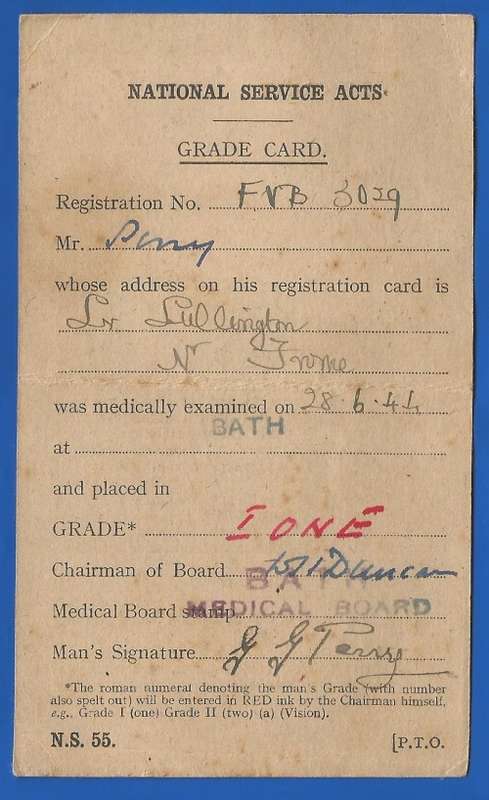 NATIONAL SERVICE ACTS
GRADE CARD.
Registration No. FVB 3029
Mr. Perry
whose address on his registration card is
Lr Lullington
Nr Frome
was medically examined on 28.6.44
BATH
at
and placed in
GRADE* I ONE
Chairman of Board Duncan
BAT
Medical Board stamp
MEDICAL BOARD
Man's Signature G G Perry
*The roman numeral denoting the man's Grade (with number
also spelt out) will be entered in RED ink by the Chairman himself,
e.g., Grade I (one) Grade II (two) (a) (Vision).
N.S. 55. [P.T.O.